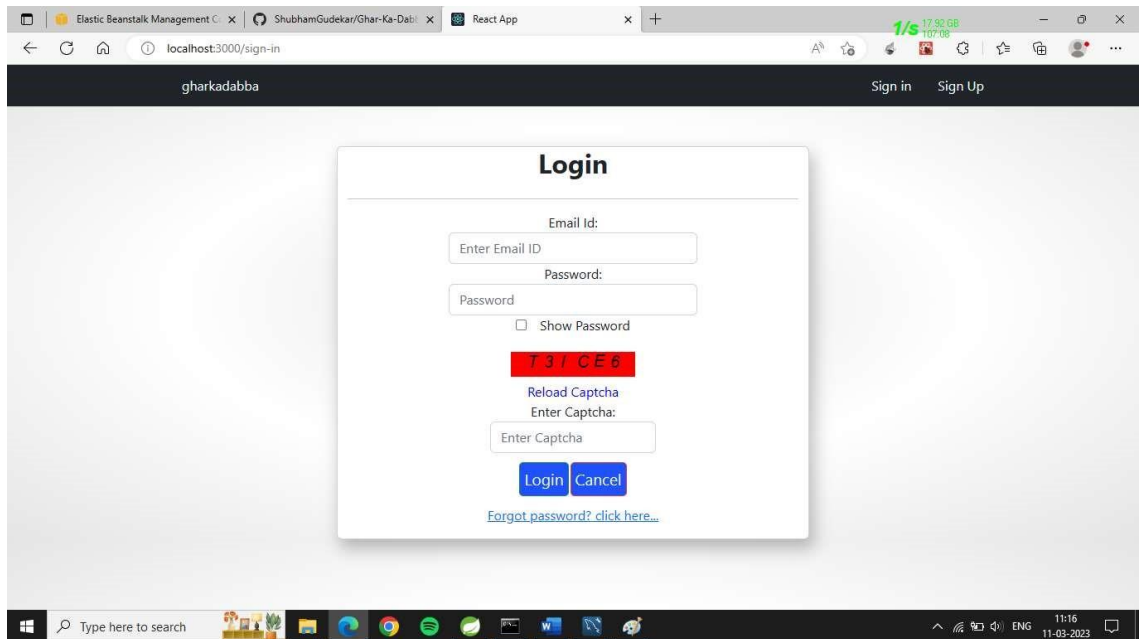 Elastic Beanstalk Management C
ShubhamGudekar/Ghar-Ka-Dab
React App
1/s 17.92 GB
107:08
localhost:3000/sign-in
gharkadabba
Sign in
Sign Up
Login
Email Id:
Enter Email ID
Password:
Password
Show Password
T3ICE6
Reload Captcha
Enter Captcha:
Enter Captcha
Login Cancel
Forgot password? click here...
Type here to search
ENG
11:16
11-03-2023